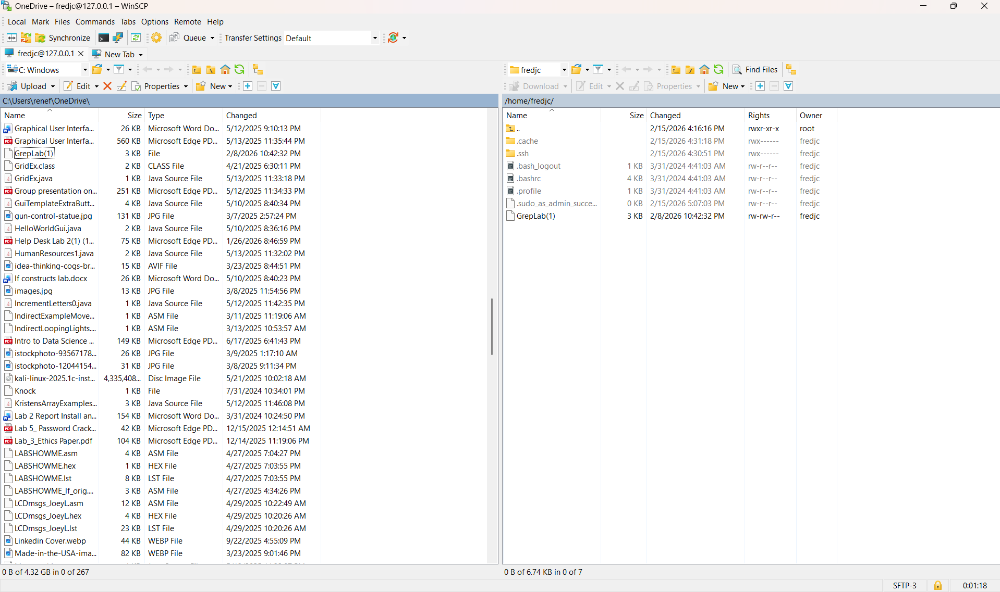 OneDrive – fredjc@127.0.0.1 – WinSCP
Local Mark Files Commands Tabs Options Remote Help
Synchronize Queue Transfer Settings Default
fredjc@127.0.0.1 New Tab
C: Windows
Upload Edit Properties New
C:\Users\renef\OneDrive\
Name Size Type Changed
Graphical User Interfa... 26 KB Microsoft Word Do... 5/12/2025 9:10:13 PM
Graphical User Interfa... 560 KB Microsoft Edge PD... 5/13/2025 11:35:44 PM
GrepLab(1) 3 KB File 2/8/2026 10:42:32 PM
GridEx.class 2 KB CLASS File 4/21/2025 6:30:11 PM
GridEx.java 1 KB Java Source File 5/13/2025 11:33:18 PM
Group presentation on... 251 KB Microsoft Edge PD... 5/12/2025 11:34:33 PM
GuiTemplateExtraButt... 4 KB Java Source File 5/10/2025 8:40:34 PM
gun-control-statue.jpg 131 KB JPG File 3/7/2025 2:57:24 PM
HelloWorldGui.java 2 KB Java Source File 5/10/2025 8:36:16 PM
Help Desk Lab 2(1) (1... 75 KB Microsoft Edge PD... 1/26/2026 8:46:59 PM
HumanResources1.java 2 KB Java Source File 5/13/2025 11:32:02 PM
idea-thinking-cogs-br... 15 KB AVIF File 3/23/2025 8:44:51 PM
If constructs lab.docx 26 KB Microsoft Word Do... 5/10/2025 8:40:23 PM
images.jpg 13 KB JPG File 3/8/2025 11:54:56 PM
IncrementLetters0.java 1 KB Java Source File 5/12/2025 11:42:35 PM
IndirectExampleMove... 1 KB ASM File 3/11/2025 11:19:06 AM
IndirectLoopingLights.... 1 KB ASM File 3/13/2025 10:53:57 AM
Intro to Data Science ... 149 KB Microsoft Edge PD... 6/17/2025 6:41:43 PM
istockphoto-93567178... 26 KB JPG File 3/9/2025 1:17:10 AM
istockphoto-12044154... 31 KB JPG File 3/8/2025 9:11:34 PM
kali-linux-2025.1c-inst... 4,335,408... Disc Image File 5/21/2025 10:02:18 AM
Knock 1 KB File 7/31/2024 10:34:01 PM
KristensArrayExamples... 3 KB Java Source File 5/12/2025 11:46:08 PM
Lab 2 Report Install an... 154 KB Microsoft Word Do... 3/31/2024 10:24:50 PM
Lab 5_ Password Crack... 42 KB Microsoft Edge PD... 12/15/2025 12:14:51 AM
Lab_3_Ethics Paper.pdf 104 KB Microsoft Edge PD... 12/14/2025 11:19:06 PM
LABSHOWME.asm 4 KB ASM File 4/27/2025 7:04:27 PM
LABSHOWME.hex 1 KB HEX File 4/27/2025 7:03:55 PM
LABSHOWME.lst 8 KB LST File 4/27/2025 7:03:55 PM
LABSHOWME_lf_orig.... 3 KB ASM File 4/27/2025 4:34:26 PM
LCDmsgs_JoeyL.asm 12 KB ASM File 4/29/2025 10:22:49 AM
LCDmsgs_JoeyL.hex 4 KB HEX File 4/29/2025 10:20:26 AM
LCDmsgs_JoeyL.lst 23 KB LST File 4/29/2025 10:20:26 AM
Linkedin Cover.webp 44 KB WEBP File 9/22/2025 4:55:09 PM
Made-in-the-USA-ima... 82 KB WEBP File 3/23/2025 9:01:46 PM
0 B of 4.32 GB in 0 of 267
fredjc Find Files
Download Edit Properties New
/home/fredjc/
Name Size Changed Rights Owner
.. 2/15/2026 4:16:16 PM rwxr-xr-x root
.cache 2/15/2026 4:31:18 PM rwx------ fredjc
.ssh 2/15/2026 4:30:51 PM rwx------ fredjc
.bash_logout 1 KB 3/31/2024 4:41:03 AM rw-r--r-- fredjc
.bashrc 4 KB 3/31/2024 4:41:03 AM rw-r--r-- fredjc
.profile 1 KB 3/31/2024 4:41:03 AM rw-r--r-- fredjc
.sudo_as_admin_succe... 0 KB 2/15/2026 5:07:03 PM rw-r--r-- fredjc
GrepLab(1) 3 KB 2/8/2026 10:42:32 PM rw-rw-r-- fredjc
0 B of 6.74 KB in 0 of 7
SFTP-3 0:01:18